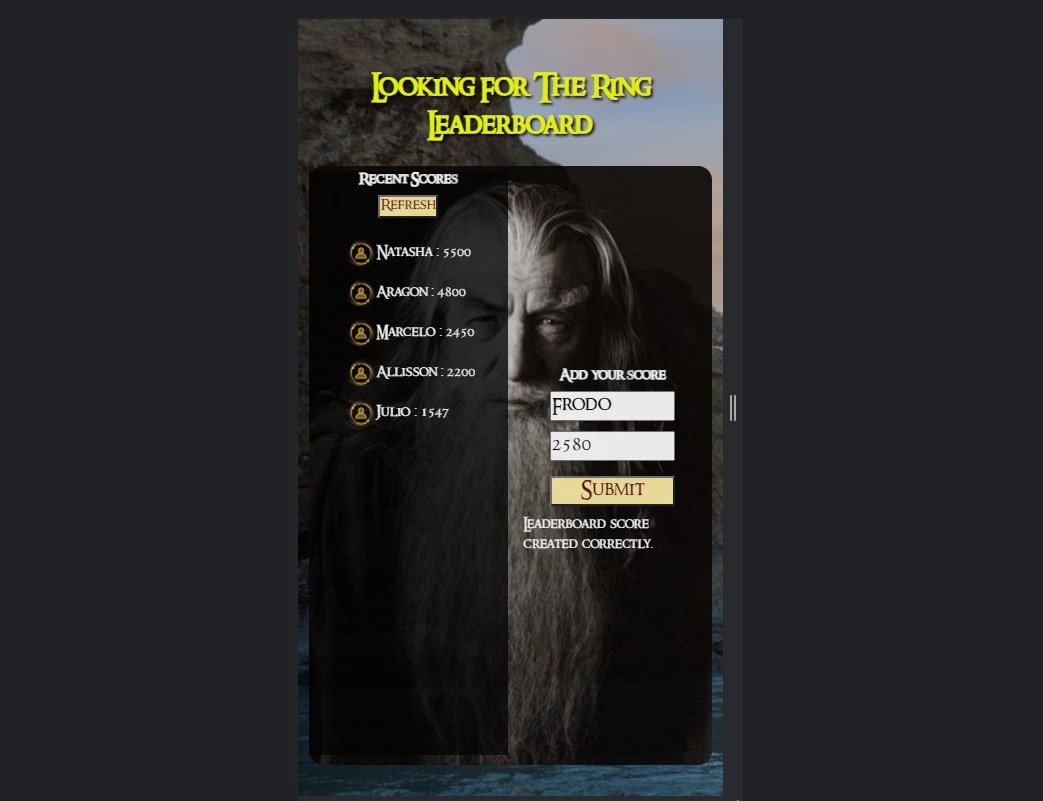 Looking for The Ring
Leaderboard
Recent Scores
Refresh
Natasha : 5500
Aragon : 4800
Marcelo : 2450
Allisson : 2200
Julio : 1547
Add your score
Frodo
2580
Submit
Leaderboard score
created correctly.